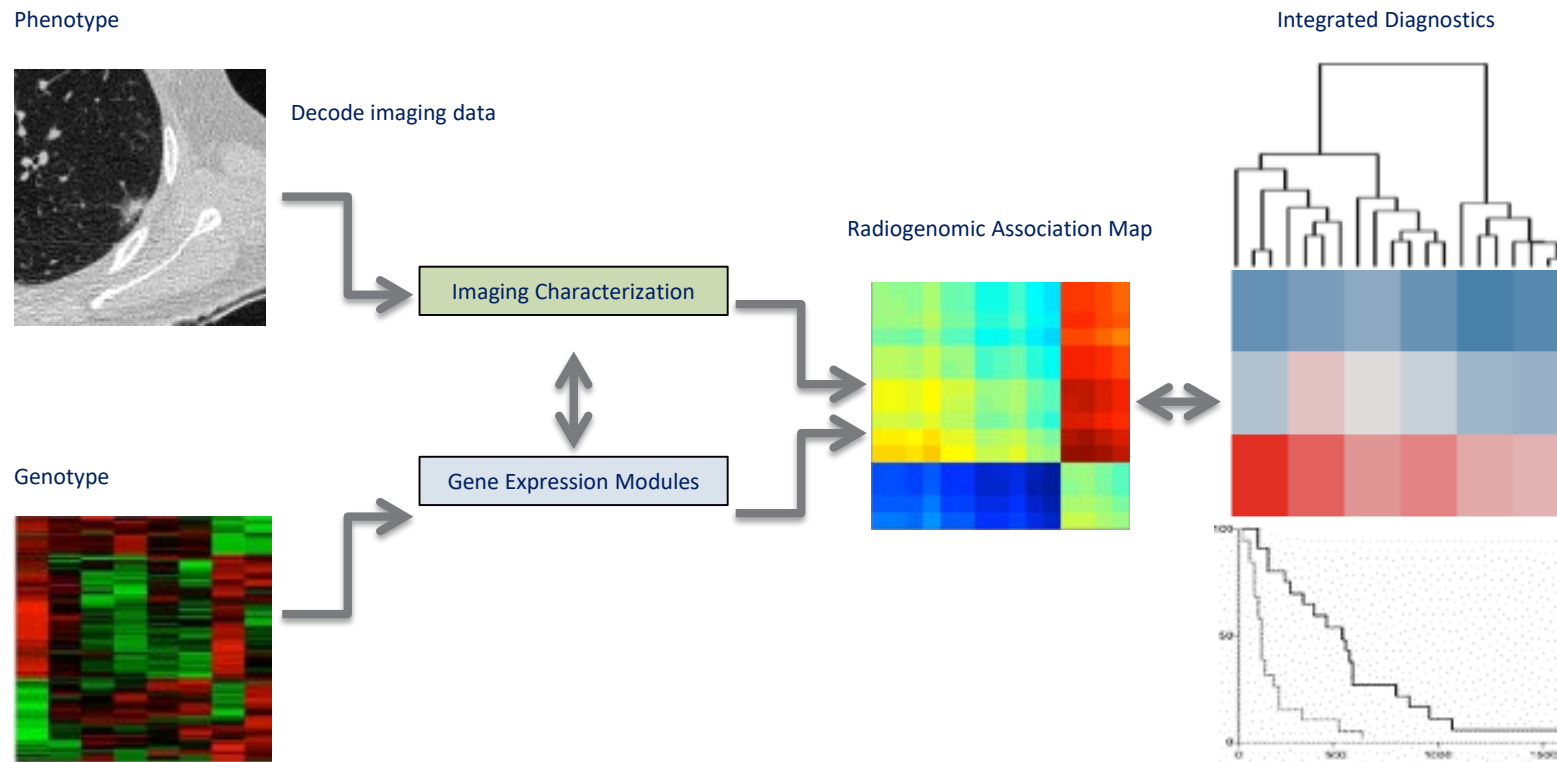 Phenotype
Integrated Diagnostics
Decode imaging data
Radiogenomic Association Map
Imaging Characterization
Gene Expression Modules
Genotype
100
50
0
0
500
1000
1500